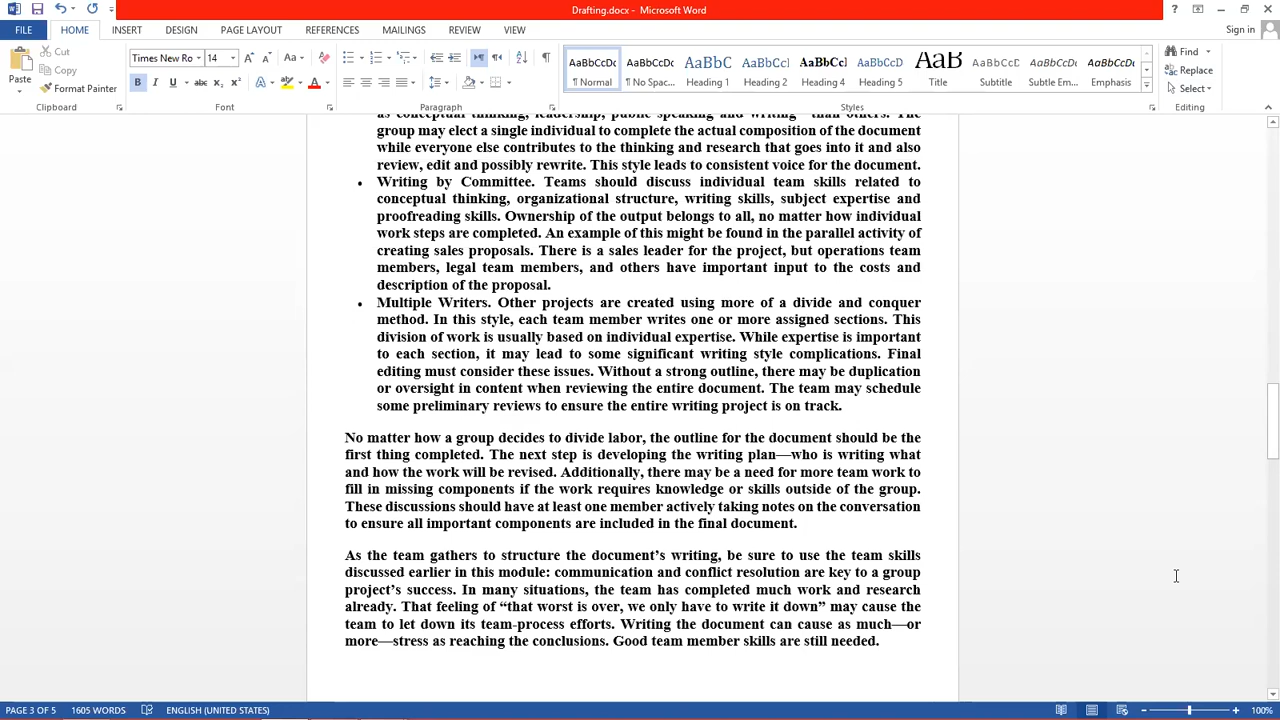 Drafting.docx - Microsoft Word
Sign in
FILE HOME INSERT DESIGN PAGE LAYOUT REFERENCES MAILINGS REVIEW VIEW
Paste
Cut
Copy
Format Painter
Clipboard
Times New Ro 14
Font
Paragraph
AaBbCcDc AaBbCcDc AaBbC AaBbCcI AaBbCc AaBbCcD AaB AaBbCcD AaBbCcDc AaBbCcDc
¶ Normal ¶ No Spac... Heading 1 Heading 2 Heading 4 Heading 5 Title Subtitle Subtle Em... Emphasis
Styles
Find
Replace
Select
Editing
as conceptual thinking, leadership, public speaking and writing than others. The
group may elect a single individual to complete the actual composition of the document
while everyone else contributes to the thinking and research that goes into it and also
review, edit and possibly rewrite. This style leads to consistent voice for the document.
• Writing by Committee. Teams should discuss individual team skills related to
conceptual thinking, organizational structure, writing skills, subject expertise and
proofreading skills. Ownership of the output belongs to all, no matter how individual
work steps are completed. An example of this might be found in the parallel activity of
creating sales proposals. There is a sales leader for the project, but operations team
members, legal team members, and others have important input to the costs and
description of the proposal.
• Multiple Writers. Other projects are created using more of a divide and conquer
method. In this style, each team member writes one or more assigned sections. This
division of work is usually based on individual expertise. While expertise is important
to each section, it may lead to some significant writing style complications. Final
editing must consider these issues. Without a strong outline, there may be duplication
or oversight in content when reviewing the entire document. The team may schedule
some preliminary reviews to ensure the entire writing project is on track.
No matter how a group decides to divide labor, the outline for the document should be the
first thing completed. The next step is developing the writing plan—who is writing what
and how the work will be revised. Additionally, there may be a need for more team work to
fill in missing components if the work requires knowledge or skills outside of the group.
These discussions should have at least one member actively taking notes on the conversation
to ensure all important components are included in the final document.
As the team gathers to structure the document’s writing, be sure to use the team skills
discussed earlier in this module: communication and conflict resolution are key to a group
project’s success. In many situations, the team has completed much work and research
already. That feeling of “that worst is over, we only have to write it down” may cause the
team to let down its team-process efforts. Writing the document can cause as much—or
more—stress as reaching the conclusions. Good team member skills are still needed.
PAGE 3 OF 5 1605 WORDS ENGLISH (UNITED STATES) 100%